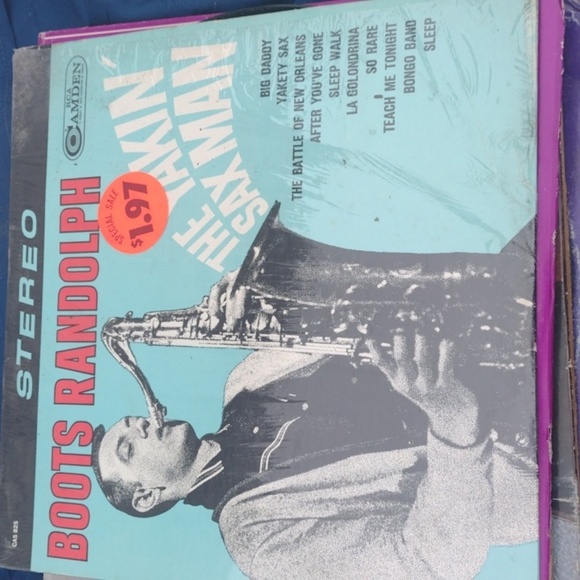 STEREO
CAS 825
BOOTS RANDOLPH
RCA
CAMDEN
SPECIAL SALE
$1.97
THE YAKIN'
SAX MAN
BIG DADDY
YAKETY SAX
THE BATTLE OF NEW ORLEANS
AFTER YOU'VE GONE
SLEEP WALK
LA GOLONDRINA
SO RARE
TEACH ME TONIGHT
BONGO BAND
SLEEP